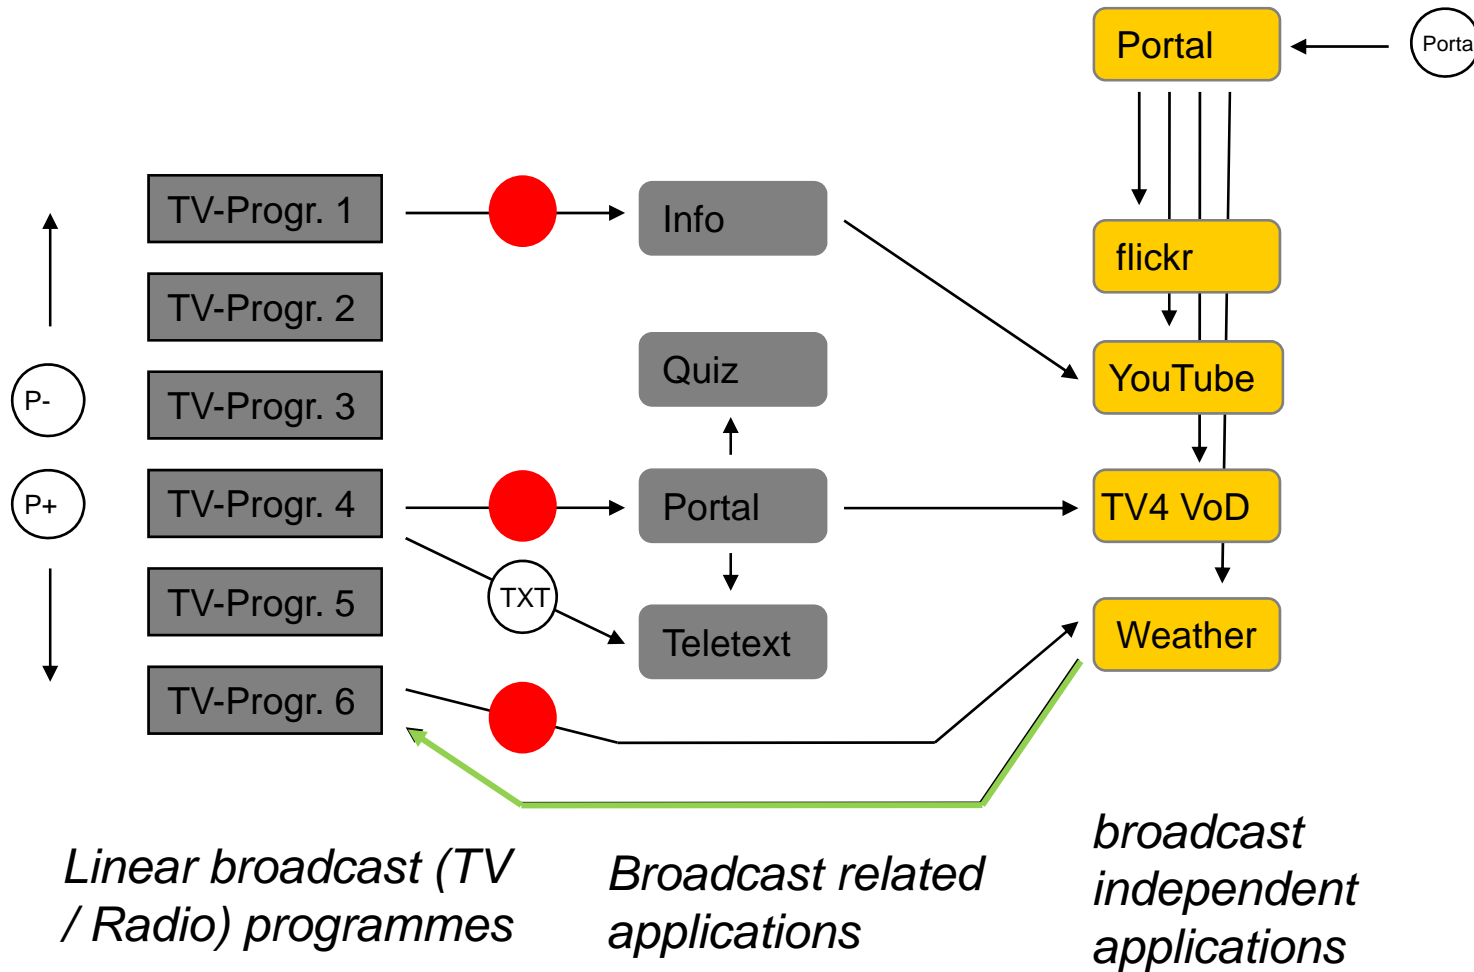 Portal
Porta
TV-Progr. 1
Info
flickr
TV-Progr. 2
Quiz
YouTube
P-
TV-Progr. 3
P+
TV-Progr. 4
Portal
TV4 VoD
TXT
TV-Progr. 5
Teletext
Weather
TV-Progr. 6
Linear broadcast (TV
/ Radio) programmes
Broadcast related
applications
broadcast
independent
applications